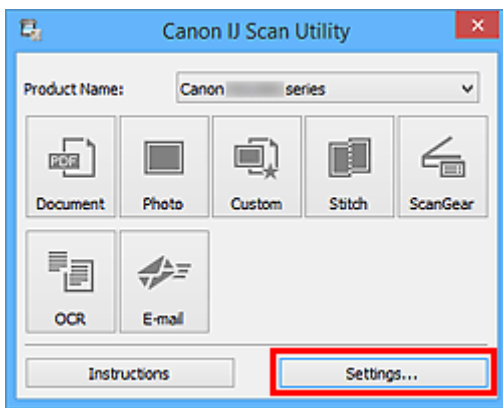 Canon IJ Scan Utility
Product Name: Canon series
PDF
Document Photo Custom Stitch ScanGear
OCR E-mail
Instructions Settings...